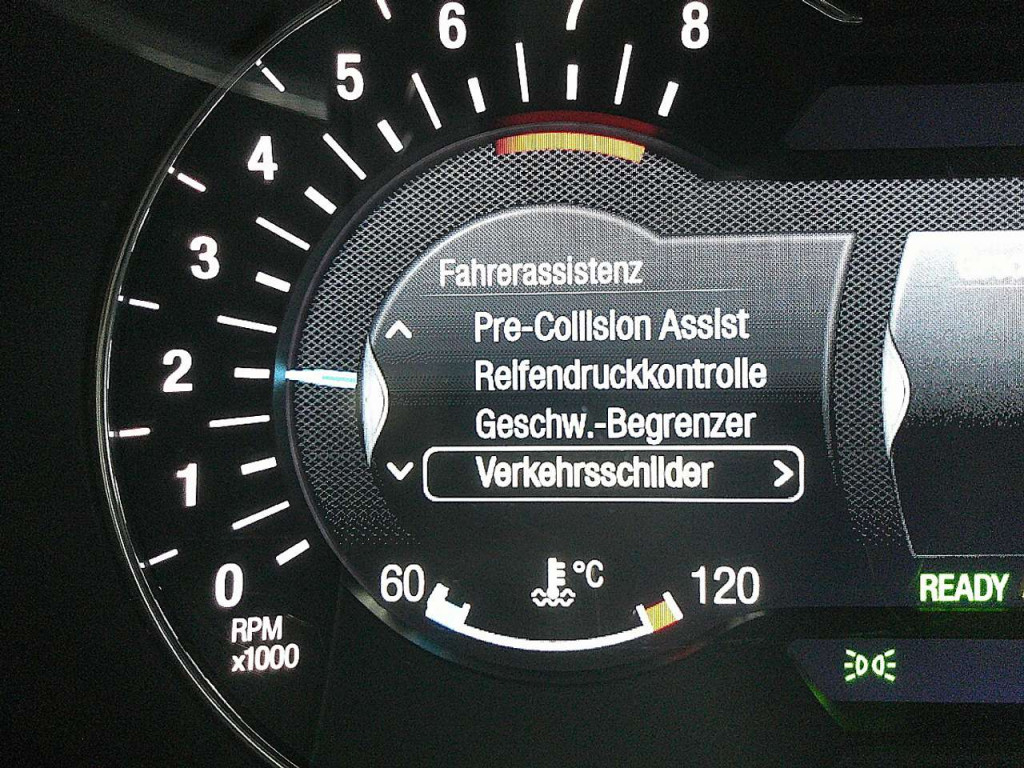 6 7 8
5
4
3
2
1
0
RPM
x1000
Fahrerassistenz
Pre-Collision Assist
Reifendruckkontrolle
Geschw.-Begrenzer
Verkehrsschilder
60 °C 120
READY